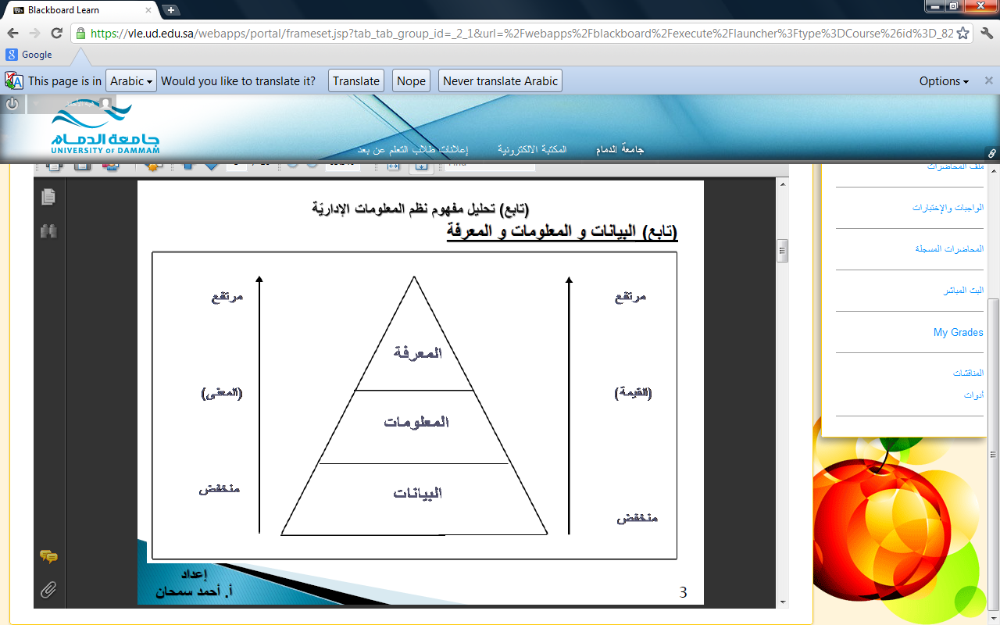 Blackboard Learn
https://vle.ud.edu.sa/webapps/portal/frameset.jsp?tab_tab_group_id=_2_1&url=%2Fwebapps%2Fblackboard%2Fexecute%2Flauncher%3Ftype%3DCourse%26id%3D_82
Google
This page is in Arabic Would you like to translate it? Translate Nope Never translate Arabic Options
جامعة الدمام
UNIVERSITY OF DAMMAM
جامعة الدمام المكتبة الالكترونية إعلانات طلاب التعلم عن بعد
Find
ملف المحاضرات
الواجبات والإختبارات
المحاضرات المسجلة
البث المباشر
My Grades
المناقشات
أدوات
(تابع) تحليل مفهوم نظم المعلومات الإداريّة
(تابع) البيانات و المعلومات و المعرفة
مرتفع
مرتفع
المعرفة
(القيمة)
(المعنى)
المعلومات
البيانات
منخفض
منخفض
إعداد
أ. أحمد سمحان
3